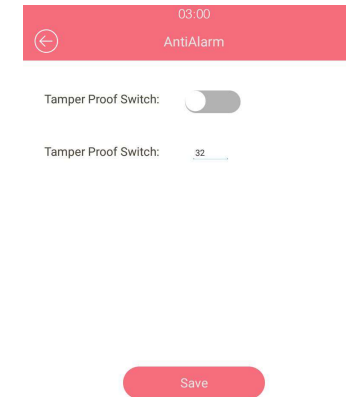 03:00
AntiAlarm
Tamper Proof Switch:
Tamper Proof Switch: 32
Save